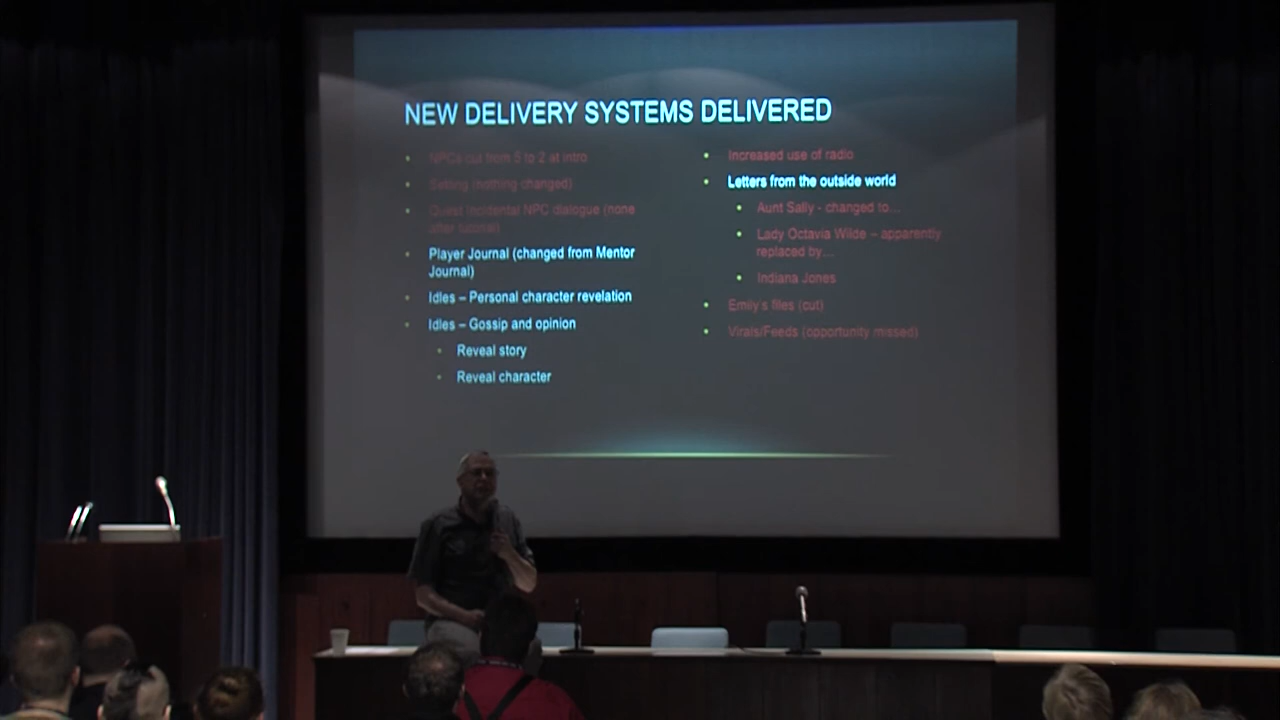 NEW DELIVERY SYSTEMS DELIVERED
NPCs cut from 5 to 2 at intro
Setting (nothing changed)
Quest incidental NPC dialogue (none
after tutorial)
Player Journal (changed from Mentor
Journal)
Idles – Personal character revelation
Idles – Gossip and opinion
Reveal story
Reveal character
Increased use of radio
Letters from the outside world
Aunt Sally - changed to...
Lady Octavia Wilde – apparently
replaced by...
Indiana Jones
Emily's files (cut)
Virals/Feeds (opportunity missed)